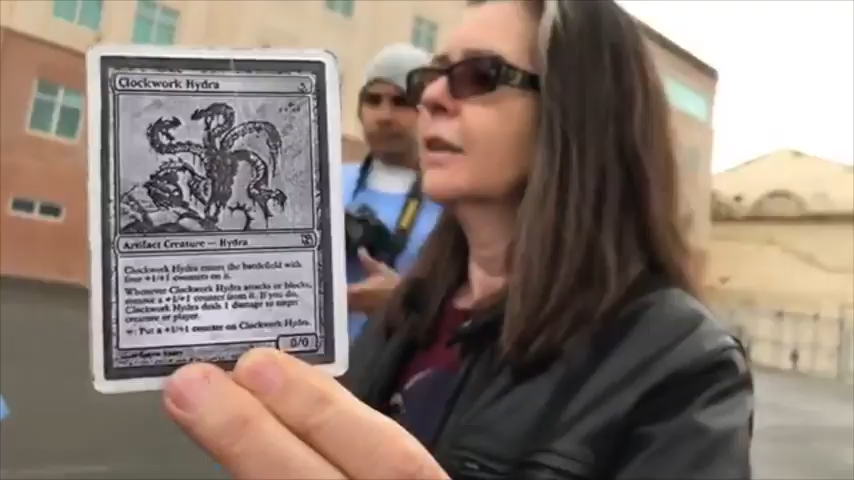 Clockwork Hydra
5
Artifact Creature — Hydra
Clockwork Hydra enters the battlefield with
four +1/+1 counters on it.
Whenever Clockwork Hydra attacks or blocks,
remove a +1/+1 counter from it. If you do,
Clockwork Hydra deals 1 damage to target
creature or player.
: Put a +1/+1 counter on Clockwork Hydra.
0/0